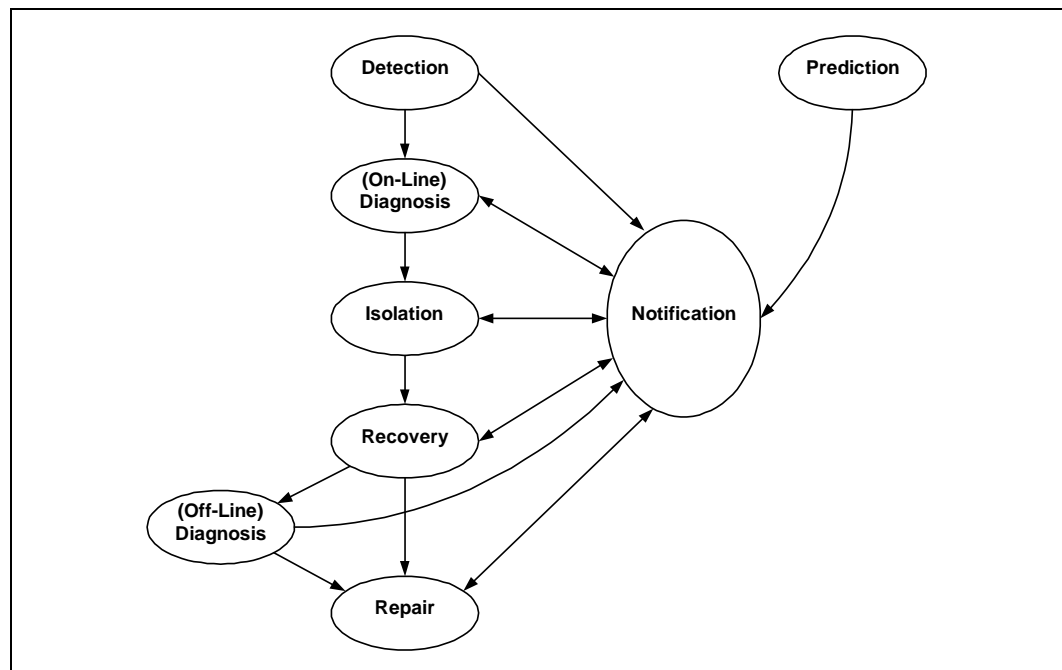 Detection
Prediction
(On-Line)
Diagnosis
Isolation
Notification
Recovery
(Off-Line)
Diagnosis
Repair